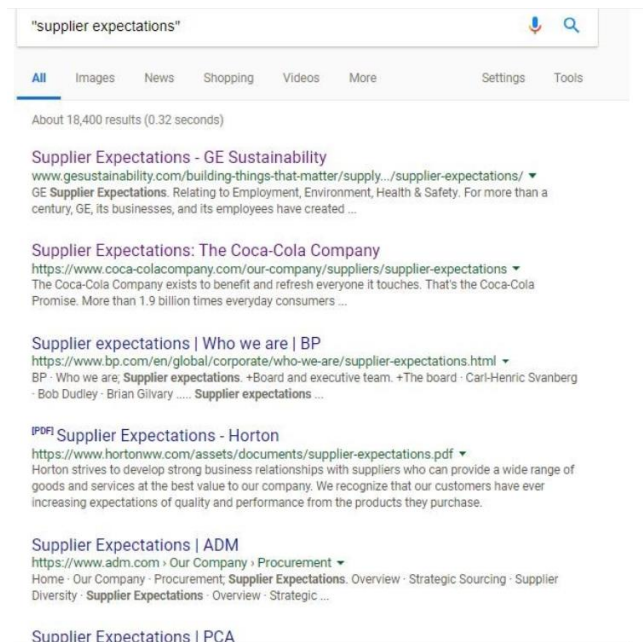 "supplier expectations"
All Images News Shopping Videos More Settings Tools
About 18,400 results (0.32 seconds)
Supplier Expectations - GE Sustainability
www.gesustainability.com/building-things-that-matter/supply.../supplier-expectations/
GE Supplier Expectations. Relating to Employment, Environment, Health & Safety. For more than a
century, GE, its businesses, and its employees have created ...
Supplier Expectations: The Coca-Cola Company
https://www.coca-colacompany.com/our-company/suppliers/supplier-expectations
The Coca-Cola Company exists to benefit and refresh everyone it touches. That's the Coca-Cola
Promise. More than 1.9 billion times everyday consumers ...
Supplier expectations | Who we are | BP
https://www.bp.com/en/global/corporate/who-we-are/supplier-expectations.html
BP · Who we are; Supplier expectations. +Board and executive team. +The board · Carl-Henric Svanberg
· Bob Dudley · Brian Gilvary ..... Supplier expectations ...
[PDF] Supplier Expectations - Horton
https://www.hortonww.com/assets/documents/supplier-expectations.pdf
Horton strives to develop strong business relationships with suppliers who can provide a wide range of
goods and services at the best value to our company. We recognize that our customers have ever
increasing expectations of quality and performance from the products they purchase.
Supplier Expectations | ADM
https://www.adm.com › Our Company › Procurement
Home · Our Company · Procurement; Supplier Expectations. Overview · Strategic Sourcing · Supplier
Diversity · Supplier Expectations · Overview · Strategic ...
Supplier Expectations | PCA